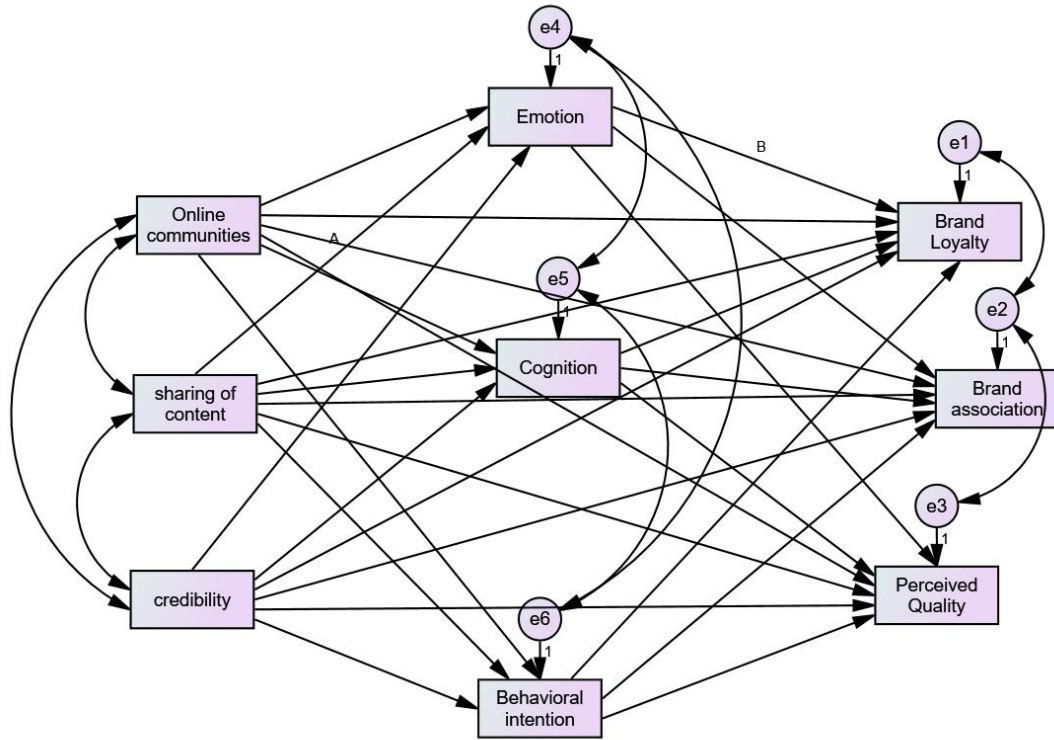 e4
1
Emotion
B
e1
1
Online
communities
Brand
Loyalty
A
e5
1
e2
1
Cognition
sharing of
content
Brand
association
e3
1
credibility
Perceived
Quality
e6
1
Behavioral
intention